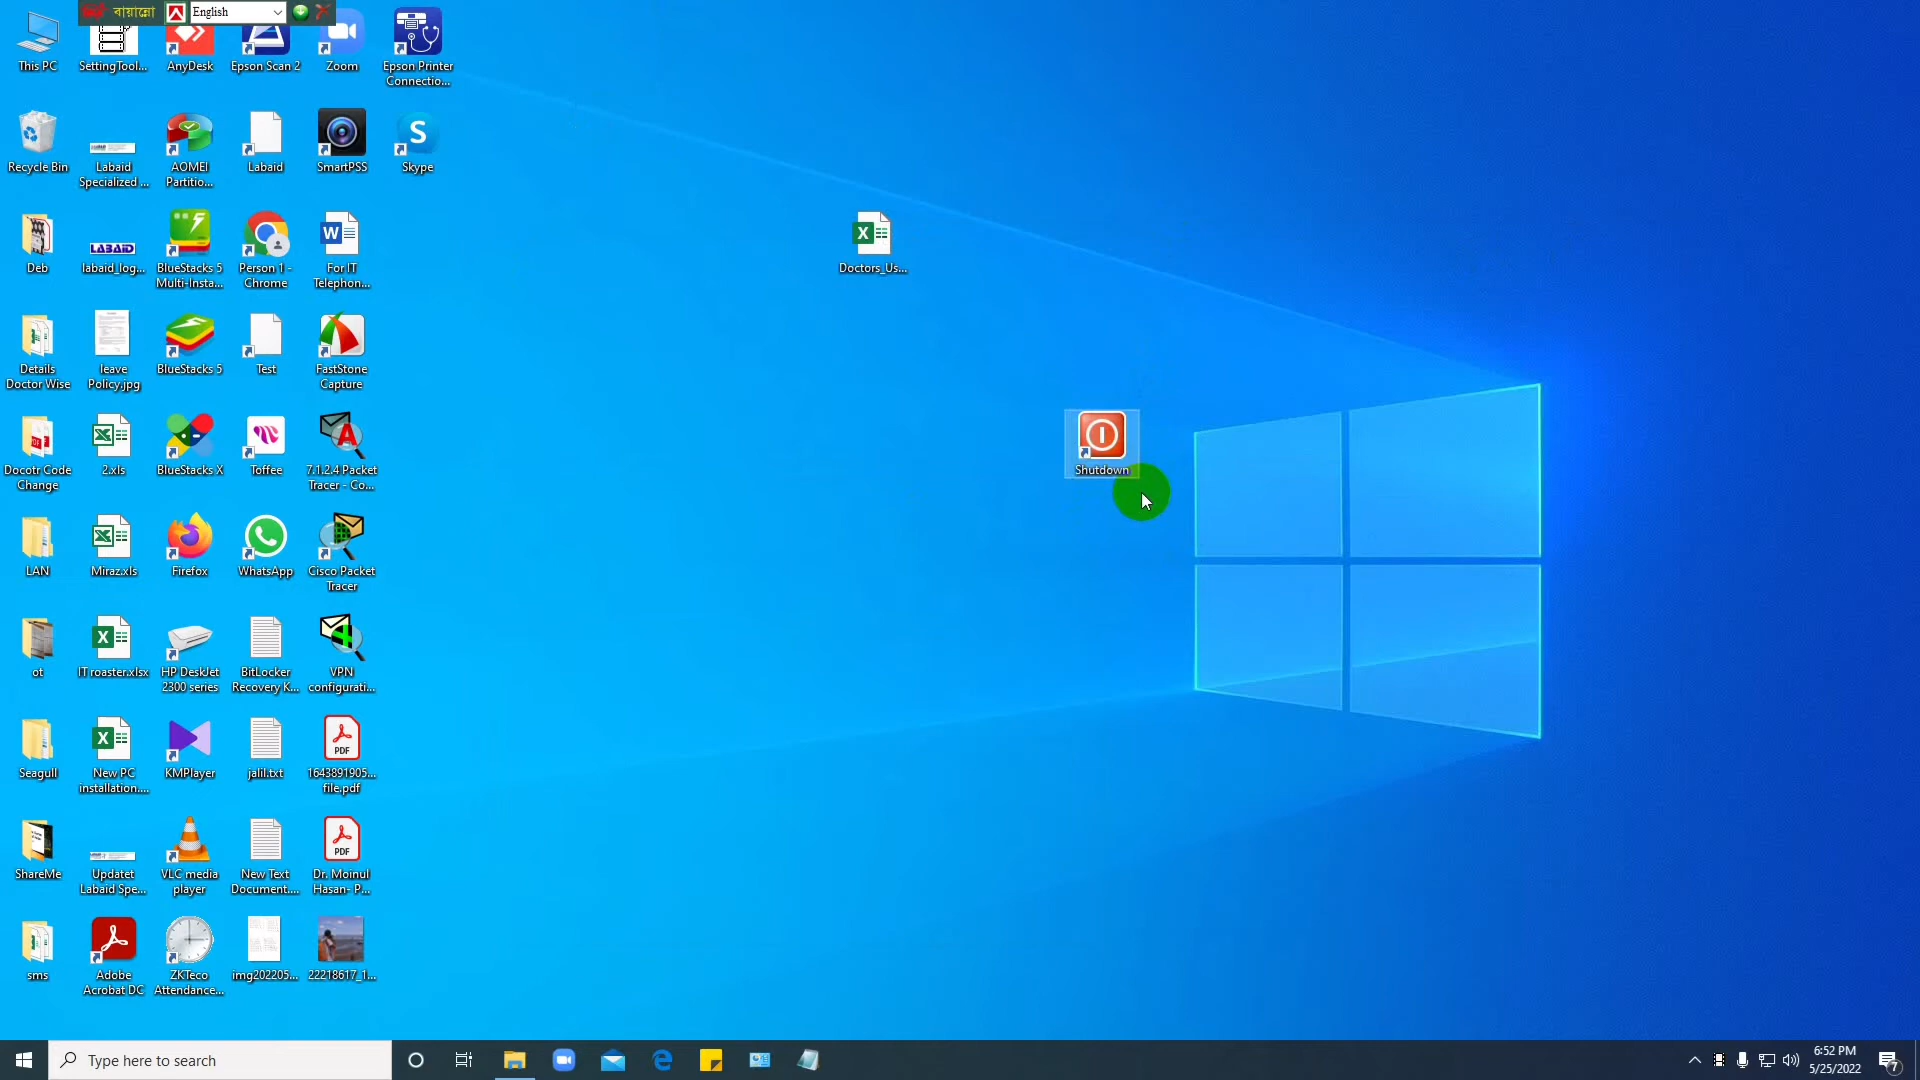 বায়ান্নো
English
This PC
SettingTool...
AnyDesk
Epson Scan 2
Zoom
Epson Printer
Connectio...
Recycle Bin
Labaid
Specialized ...
AOMEI
Partitio...
Labaid
SmartPSS
S
Skype
Deb
LABAID
labaid_log...
BlueStacks 5
Multi-Insta...
Person 1 -
Chrome
W
For IT
Telephon...
X
Doctors_Us...
Details
Doctor Wise
leave
Policy.jpg
BlueStacks 5
Test
FastStone
Capture
Docotr Code
Change
X
2.xls
BlueStacks X
Toffee
A
7.1.2.4 Packet
Tracer - Co...
Shutdown
LAN
X
Miraz.xls
Firefox
WhatsApp
Cisco Packet
Tracer
ot
X
IT roaster.xlsx
HP DeskJet
2300 series
BitLocker
Recovery K...
VPN
configurati...
Seagull
X
New PC
installation....
KMPlayer
jalil.txt
PDF
1643891905...
file.pdf
ShareMe
Updatet
Labaid Spe...
VLC media
player
New Text
Document....
PDF
Dr. Moinul
Hasan- P...
sms
Adobe
Acrobat DC
ZKTeco
Attendance...
img202205...
22218617_1...
Type here to search
6:52 PM
5/25/2022
7